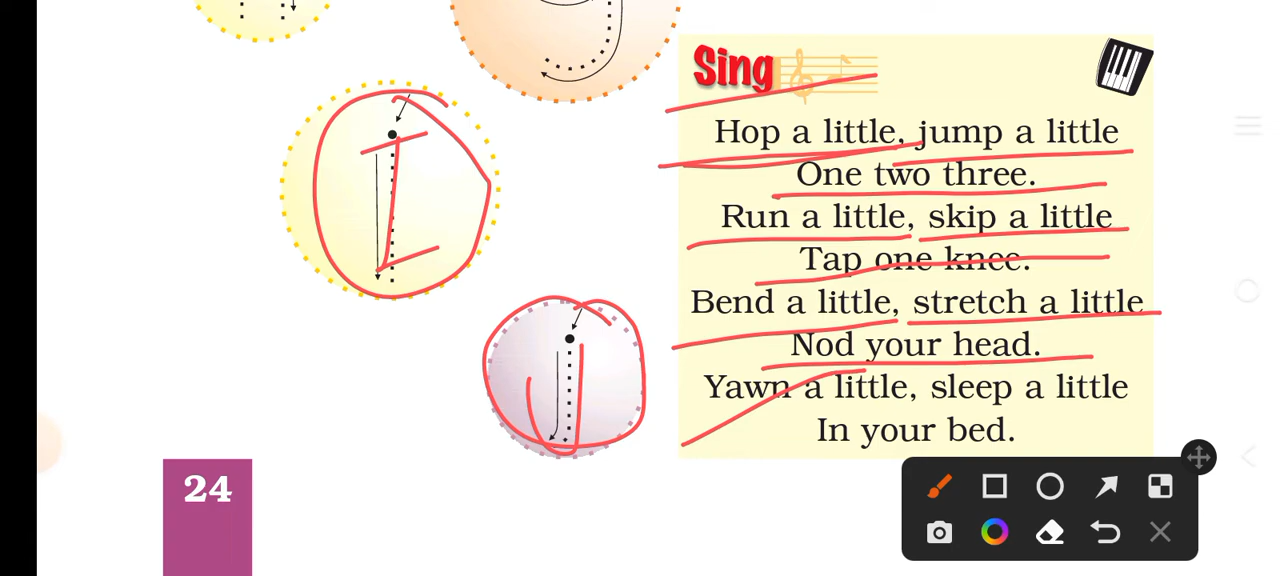 Sing
Hop a little, jump a little
One two three.
Run a little, skip a little
Tap one knee.
Bend a little, stretch a little
Nod your head.
Yawn a little, sleep a little
In your bed.
24